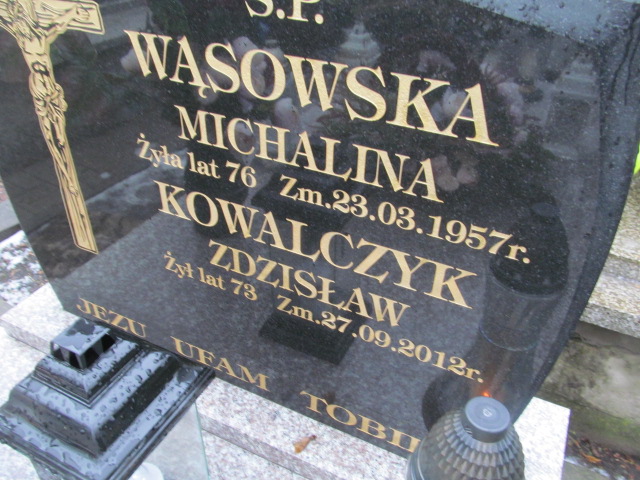 Ś.P.
WĄSOWSKA
MICHALINA
Żyła lat 76 Zm.23.03.1957r.
KOWALCZYK
ZDZISŁAW
Żył lat 73 Zm.27.09.2012r.
JEZU UFAM TOBIE